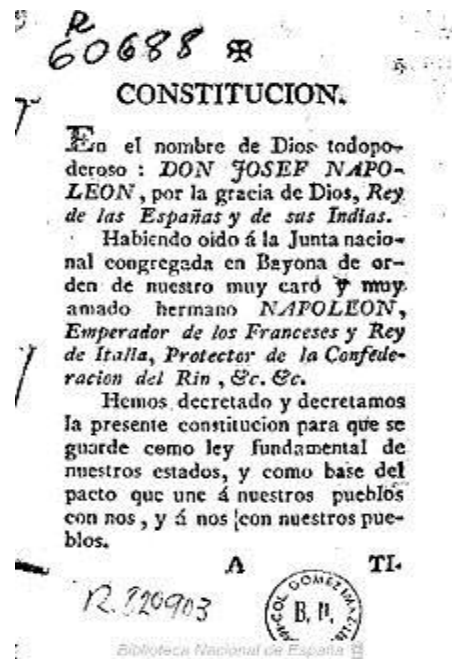 R
60688
CONSTITUCION.
En el nombre de Dios todopo-
deroso : DON JOSEF NAPO-
LEON, por la gracia de Dios, Rey
de las Españas y de sus Indias.
Habiendo oido á la Junta nacio-
nal congregada en Bayona de or-
den de nuestro muy caro y muy
amado hermano NAPOLEON,
Emperador de los Franceses y Rey
de Italia, Protector de la Confede-
racion del Rin, &c. &c.
Hemos decretado y decretamos
la presente constitucion para que se
guarde como ley fundamental de
nuestros estados, y como base del
pacto que une á nuestros pueblos
con nos, y á nos con nuestros pue-
blos.
A TI-
R. 120903
COL GOMEZ IMAZ
B. N.
Biblioteca Nacional de España